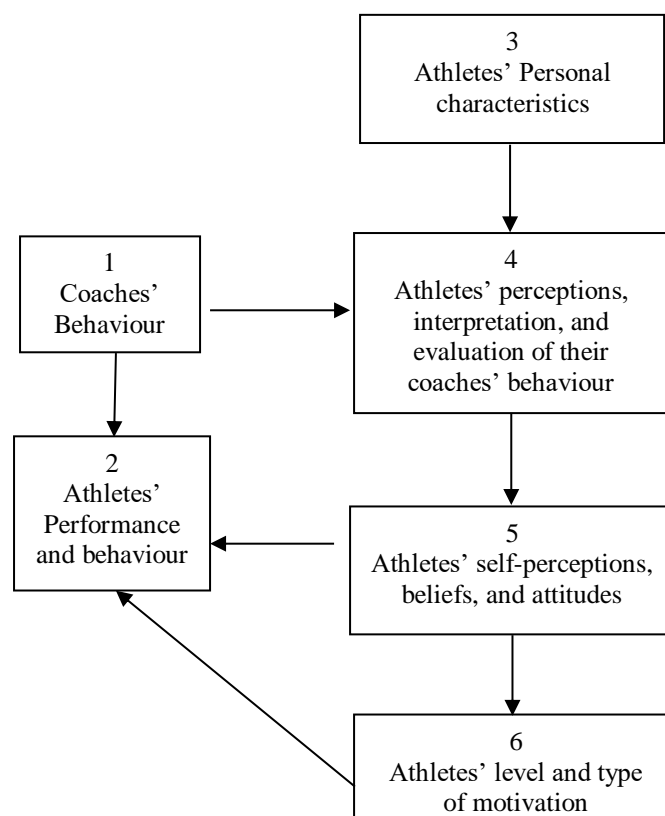 3
Athletes’ Personal
characteristics
1
Coaches’
Behaviour
4
Athletes’ perceptions,
interpretation, and
evaluation of their
coaches’ behaviour
2
Athletes’
Performance
and behaviour
5
Athletes’ self-perceptions,
beliefs, and attitudes
6
Athletes’ level and type
of motivation